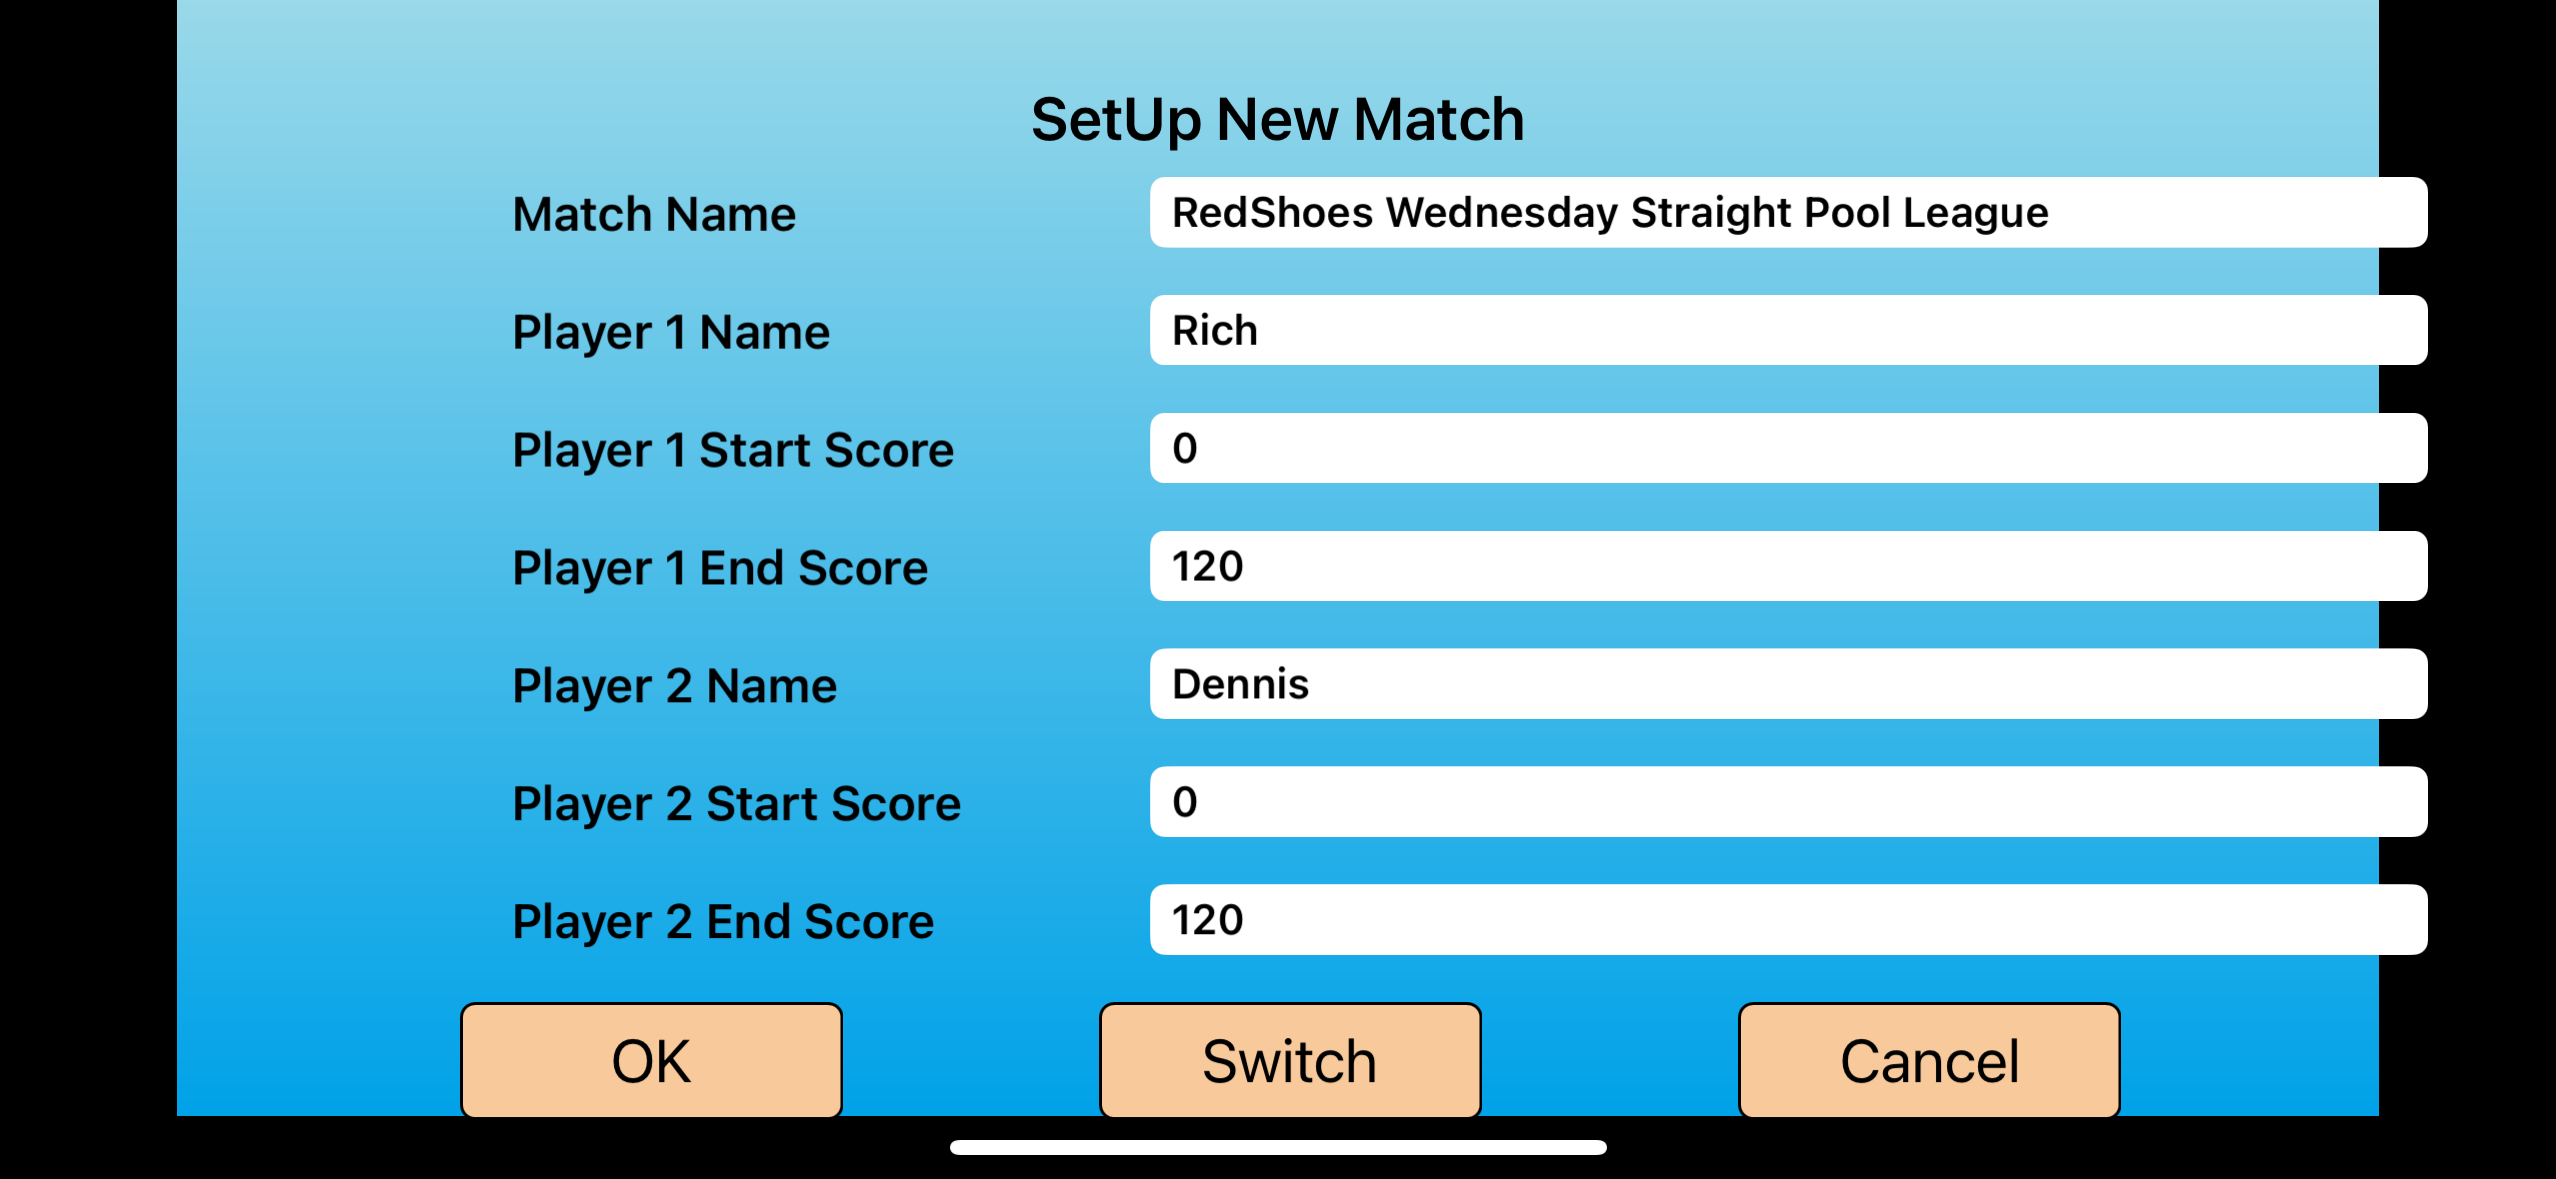 SetUp New Match
Match Name
RedShoes Wednesday Straight Pool League
Player 1 Name
Rich
Player 1 Start Score
0
Player 1 End Score
120
Player 2 Name
Dennis
Player 2 Start Score
0
Player 2 End Score
120
OK
Switch
Cancel